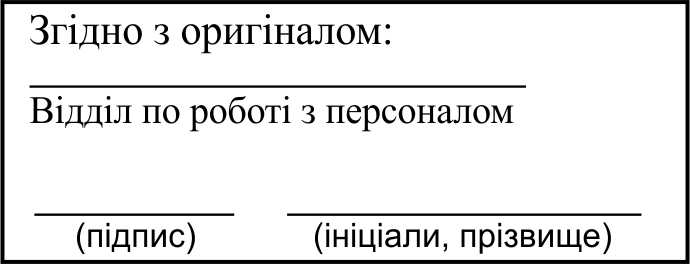 Згідно з оригіналом:
Відділ по роботі з персоналом
(підпис) (ініціали, прізвище)